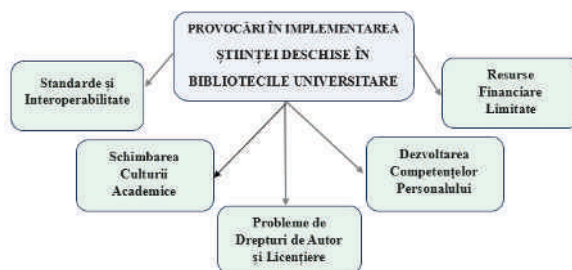 PROVOCĂRI ÎN IMPLEMENTAREA
ȘTIINȚEI DESCHISE ÎN
BIBLIOTECILE UNIVERSITARE
Standarde și
Interoperabilitate
Resurse
Financiare
Limitate
Schimbarea
Culturii
Academice
Dezvoltarea
Competențelor
Personalului
Probleme de
Drepturi de Autor
și Licențiere